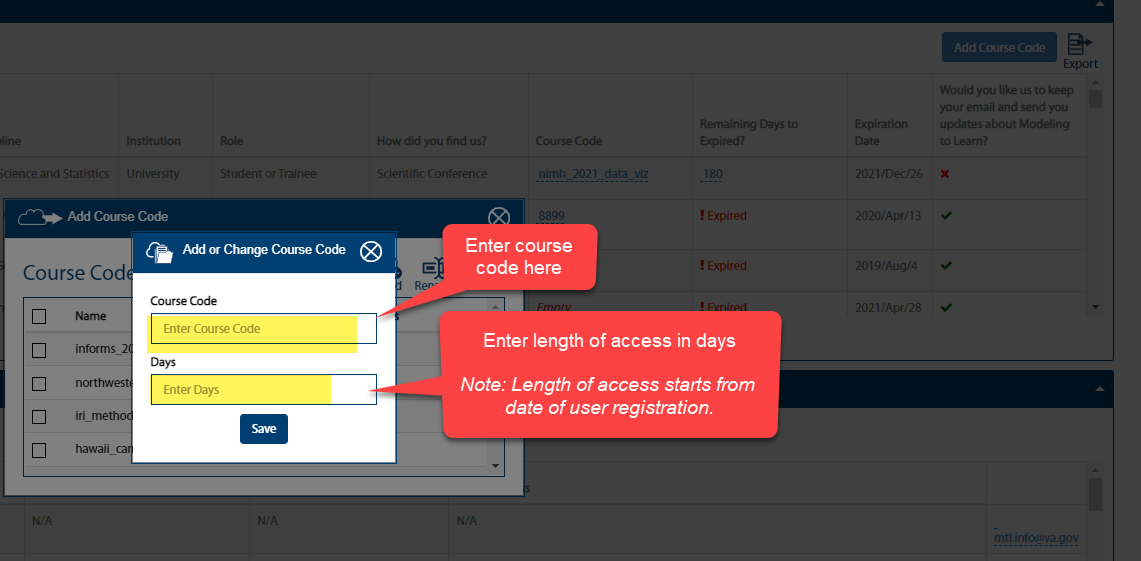 Add Course Code
Export
line
Institution
Role
How did you find us?
Course Code
Remaining Days to
Expired?
Expiration
Date
Would you like us to keep
your email and send you
updates about Modeling
to Learn?
Science and Statistics
University
Student or Trainee
Scientific Conference
nimh_2021_data_viz
180
2021/Dec/26
Add Course Code
8899
! Expired
2020/Apr/13
Add or Change Course Code
Enter course
code here
Course Cod
d
Ren
! Expired
2019/Aug/4
Course Code
Name
s
Empty
! Expired
2021/Apr/28
Enter Course Code
informs_20
Enter length of access in days
Note: Length of access starts from
date of user registration.
Days
northweste
Enter Days
iri_method
Save
hawaii_can
s
N/A
N/A
N/A
mtl.info@va.gov